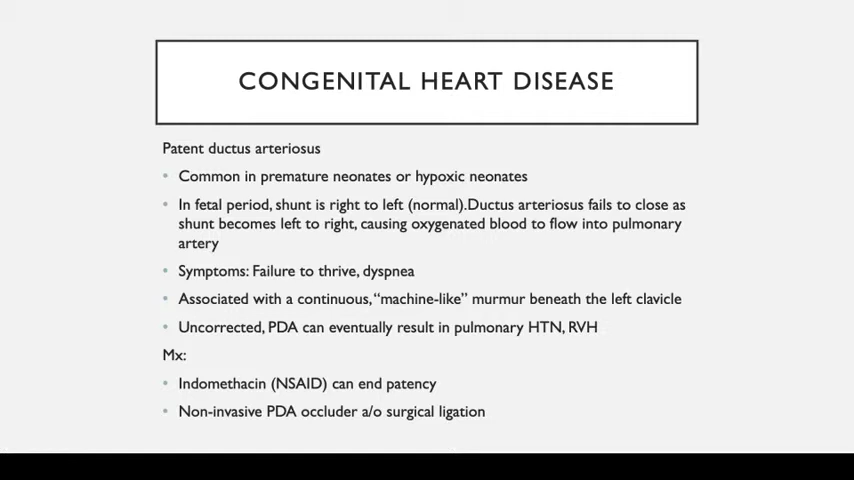 CONGENITAL HEART DISEASE
Patent ductus arteriosus
• Common in premature neonates or hypoxic neonates
• In fetal period, shunt is right to left (normal).Ductus arteriosus fails to close as
shunt becomes left to right, causing oxygenated blood to flow into pulmonary
artery
• Symptoms: Failure to thrive, dyspnea
• Associated with a continuous, “machine-like” murmur beneath the left clavicle
• Uncorrected, PDA can eventually result in pulmonary HTN, RVH
Mx:
• Indomethacin (NSAID) can end patency
• Non-invasive PDA occluder a/o surgical ligation